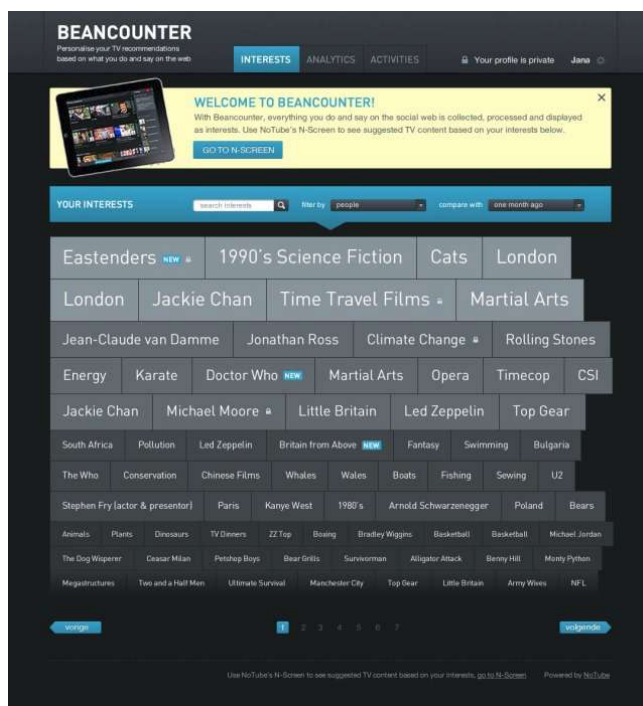 BEANCOUNTER
Personalise your TV recommendations
based on what you do and say on the web
INTERESTS ANALYTICS ACTIVITIES Your profile is private Jana
WELCOME TO BEANCOUNTER!
With Beancounter, everything you do and say on the social web is collected, processed and displayed
as interests. Use NoTube's N-Screen to see suggested TV content based on your interests below.
GO TO N-SCREEN
YOUR INTERESTS search interests filter by people compare with one month ago
Eastenders NEW 1990's Science Fiction Cats London
London Jackie Chan Time Travel Films Martial Arts
Jean-Claude van Damme Jonathan Ross Climate Change Rolling Stones
Energy Karate Doctor Who NEW Martial Arts Opera Timecop CSI
Jackie Chan Michael Moore Little Britain Led Zeppelin Top Gear
South Africa Pollution Led Zeppelin Britain from Above NEW Fantasy Swimming Bulgaria
The Who Conservation Chinese Films Whales Wales Boats Fishing Sewing U2
Stephen Fry (actor & presentor) Paris Kanye West 1980's Arnold Schwarzenegger Poland Bears
Animals Plants Dinosaurs TV Dinners ZZ Top Boxing Bradley Wiggins Basketball Basketball Michael Jordan
The Dog Wisperer Ceasar Milan Petshop Boys Bear Grills Survivorman Alligator Attack Benny Hill Monty Python
Megastructures Two and a Half Men Ultimate Survival Manchester City Top Gear Little Britain Army Wives NFL
vorige 1 2 3 4 5 6 7 volgende
Use NoTube's N-Screen to see suggested TV content based on your interests, go to N-Screen Powered by NoTube